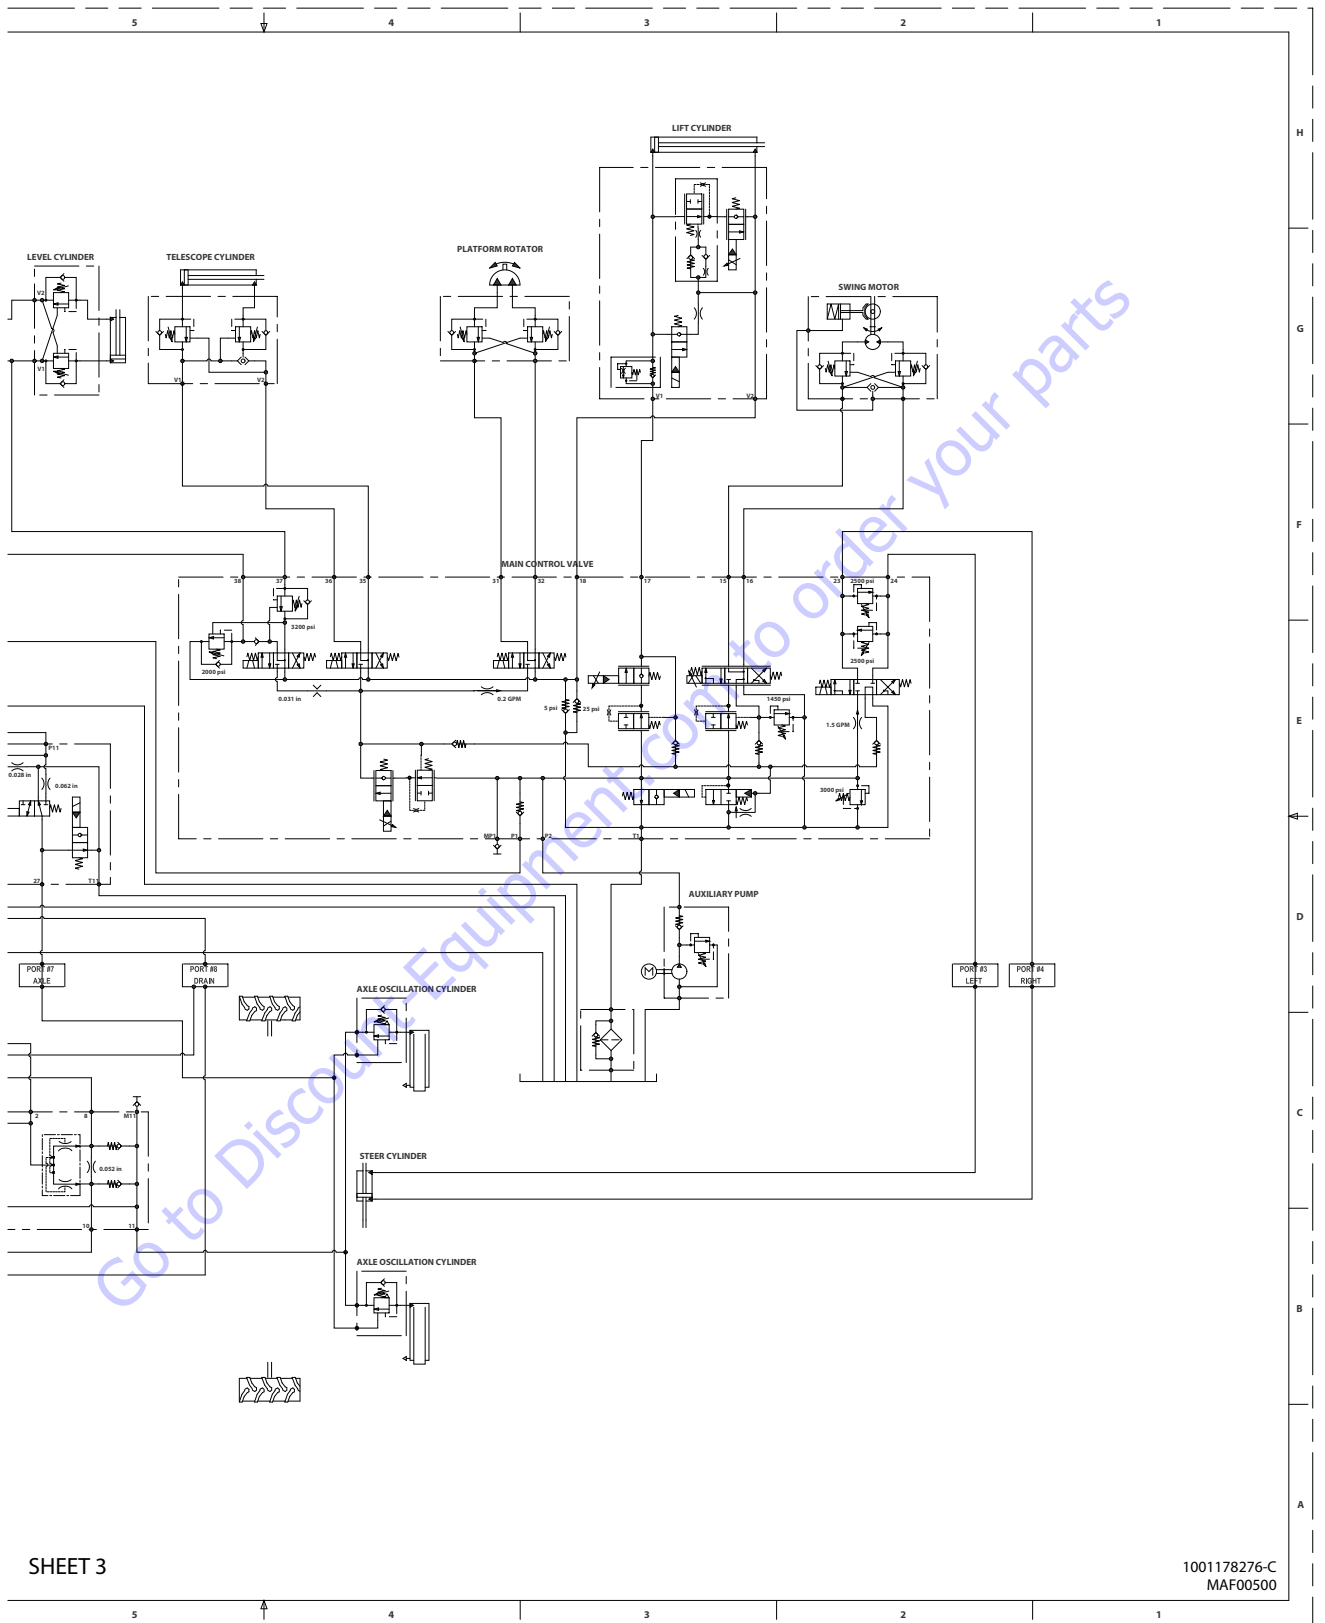 5 4 3 2 1
H
LIFT CYLINDER
LEVEL CYLINDER
TELESCOPE CYLINDER
PLATFORM ROTATOR
SWING MOTOR
V2
G
V1
V1 V2
V1 V2
F
MAIN CONTROL VALVE
38 37 36 35 31 32 18 17 15 16 23 24
2500 psi
3200 psi
2000 psi
2500 psi
0.031 in
0.2 GPM
5 psi
25 psi
1450 psi
1.5 GPM
E
P11
0.028 in
0.062 in
3000 psi
MP1 P1 P2 T1
27 T11
AUXILIARY PUMP
D
M
PORT #7
AXLE
PORT #8
DRAIN
PORT #3
LEFT
PORT #4
RIGHT
AXLE OSCILLATION CYLINDER
2 8 M11
C
STEER CYLINDER
0.052 in
10 11
AXLE OSCILLATION CYLINDER
B
A
Go to Discount-Equipment.com to order your parts
SHEET 3
1001178276-C
MAF00500
5 4 3 2 1